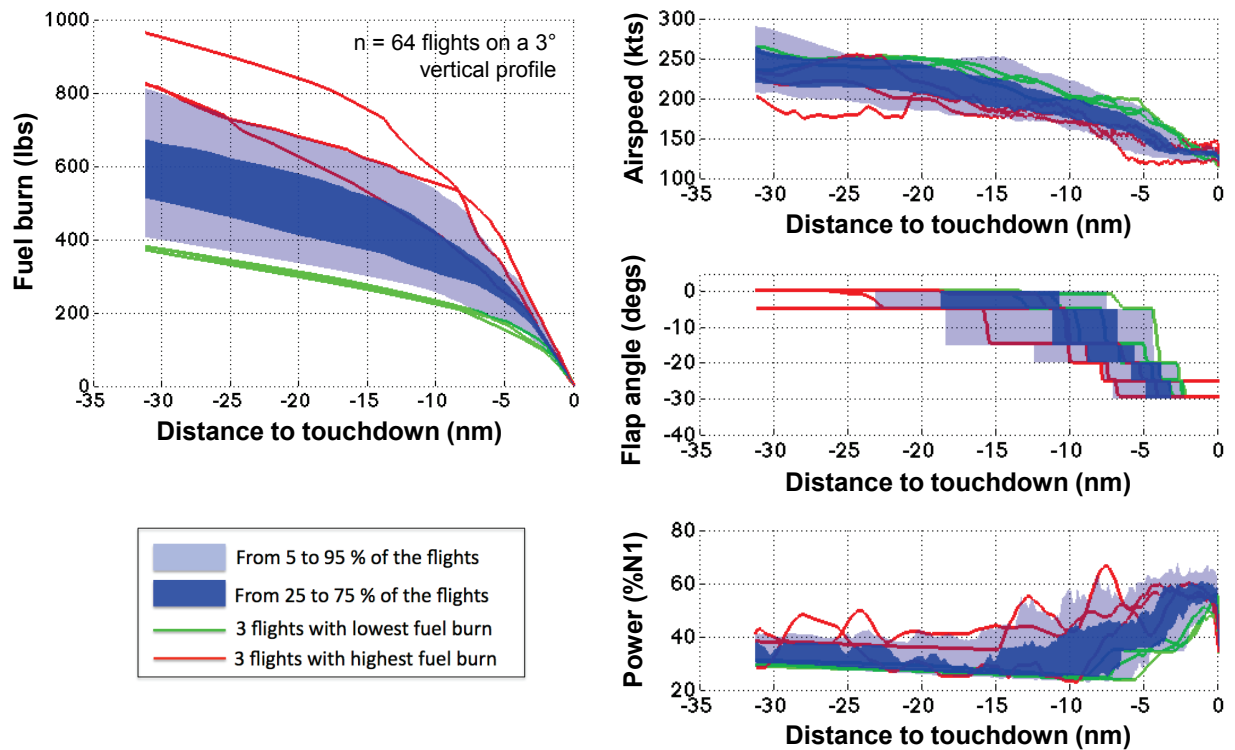 1000
800
600
400
200
0
Fuel burn (lbs)
n = 64 flights on a 3°
vertical profile
-35 -30 -25 -20 -15 -10 -5 0
Distance to touchdown (nm)
300
250
200
150
100
Airspeed (kts)
-35 -30 -25 -20 -15 -10 -5 0
Distance to touchdown (nm)
0
-10
-20
-30
-40
Flap angle (degs)
-35 -30 -25 -20 -15 -10 -5 0
Distance to touchdown (nm)
80
60
40
20
Power (%N1)
-35 -30 -25 -20 -15 -10 -5 0
Distance to touchdown (nm)
From 5 to 95 % of the flights
From 25 to 75 % of the flights
3 flights with lowest fuel burn
3 flights with highest fuel burn